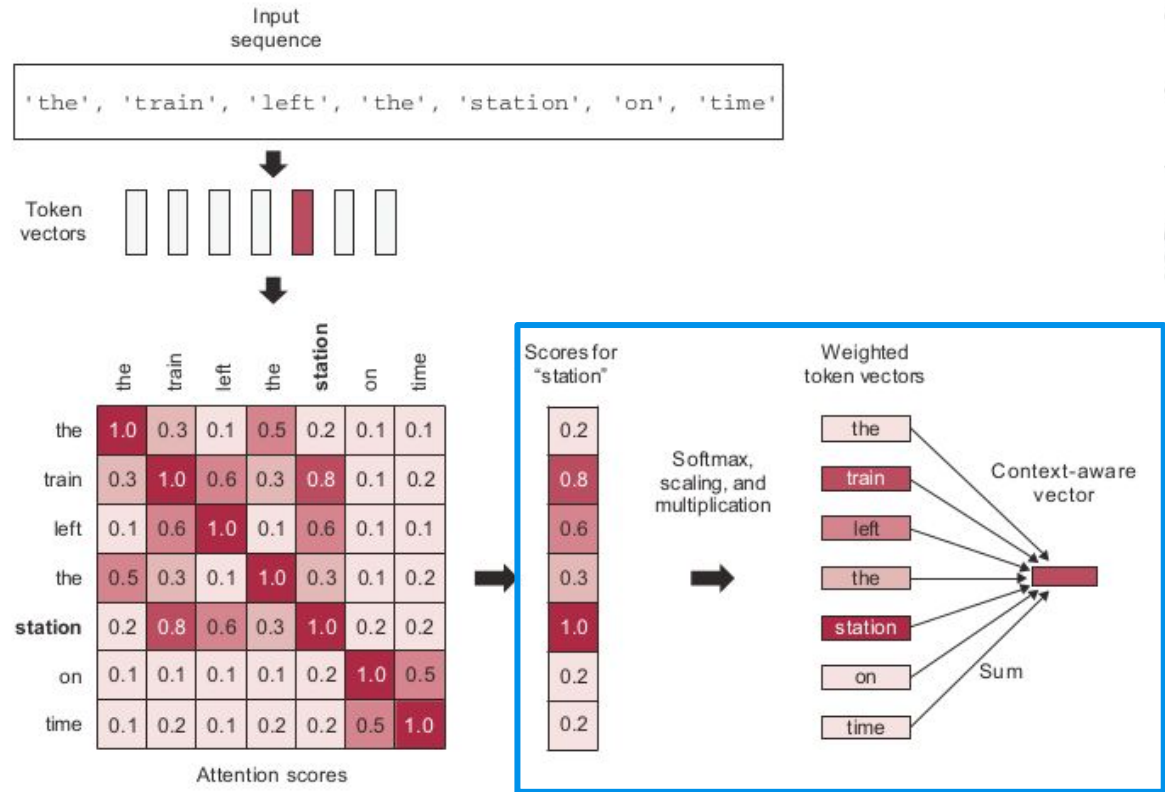 Input
sequence
'the', 'train', 'left', 'the', 'station', 'on', 'time'
Token
vectors
the train left the station on time
the 1.0 0.3 0.1 0.5 0.2 0.1 0.1
train 0.3 1.0 0.6 0.3 0.8 0.1 0.2
left 0.1 0.6 1.0 0.1 0.6 0.1 0.1
the 0.5 0.3 0.1 1.0 0.3 0.1 0.2
station 0.2 0.8 0.6 0.3 1.0 0.2 0.2
on 0.1 0.1 0.1 0.1 0.2 1.0 0.5
time 0.1 0.2 0.1 0.2 0.2 0.5 1.0
Attention scores
Scores for
"station"
0.2
0.8
0.6
0.3
1.0
0.2
0.2
Softmax,
scaling, and
multiplication
Weighted
token vectors
the
train
left
the
station
on
time
Context-aware
vector
Sum